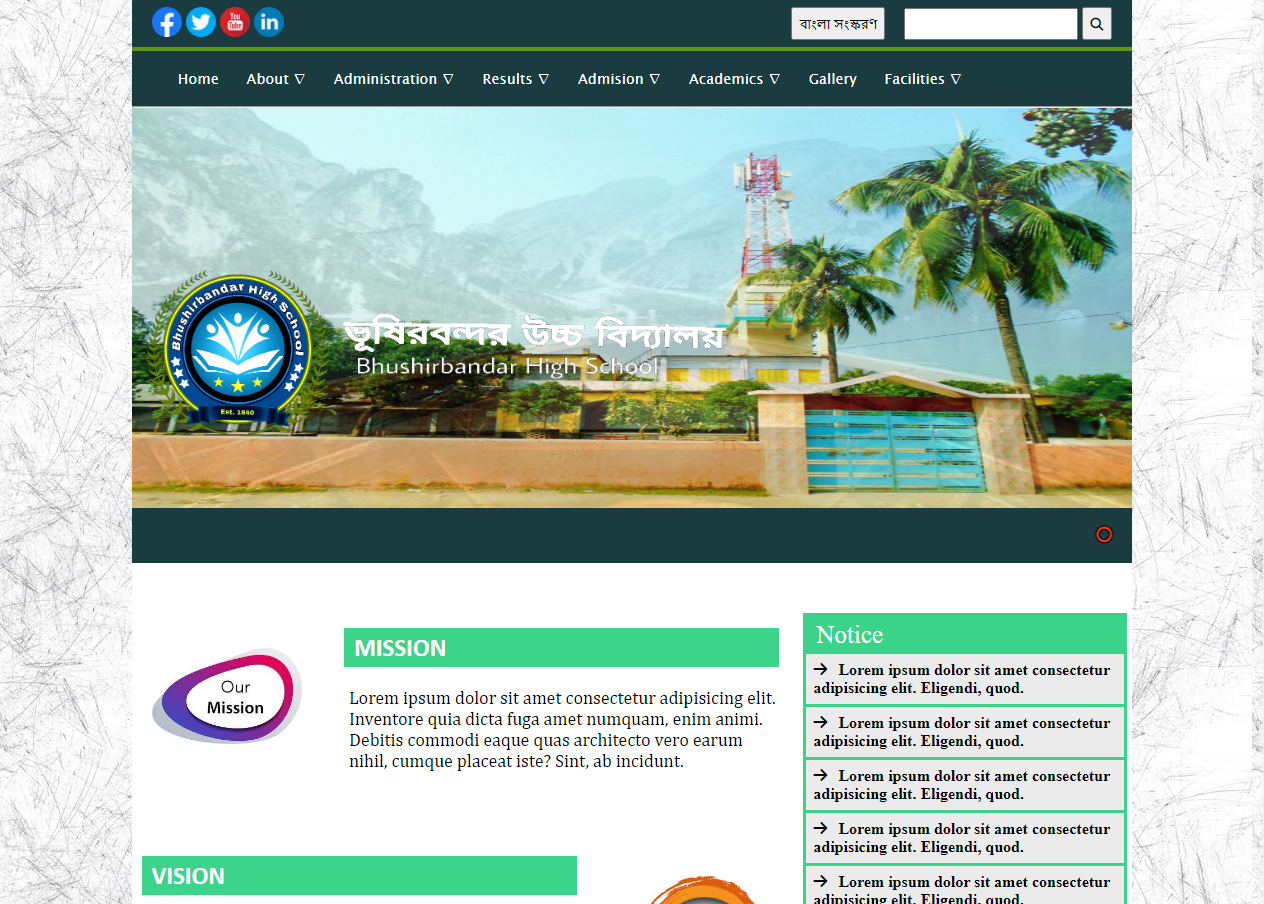 You
Tube
in
বাংলা সংস্করণ
Home About ▽ Administration ▽ Results ▽ Admision ▽ Academics ▽ Gallery Facilities ▽
Bhushirbandar High School
Est. 1940
ভূষিরবন্দর উচ্চ বিদ্যালয়
Bhushirbandar High School
Our
Mission
MISSION
Lorem ipsum dolor sit amet consectetur adipisicing elit.
Inventore quia dicta fuga amet numquam, enim animi.
Debitis commodi eaque quas architecto vero earum
nihil, cumque placeat iste? Sint, ab incidunt.
VISION
Notice
→ Lorem ipsum dolor sit amet consectetur
adipisicing elit. Eligendi, quod.
→ Lorem ipsum dolor sit amet consectetur
adipisicing elit. Eligendi, quod.
→ Lorem ipsum dolor sit amet consectetur
adipisicing elit. Eligendi, quod.
→ Lorem ipsum dolor sit amet consectetur
adipisicing elit. Eligendi, quod.
→ Lorem ipsum dolor sit amet consectetur
adipisicing elit. Eligendi, quod.